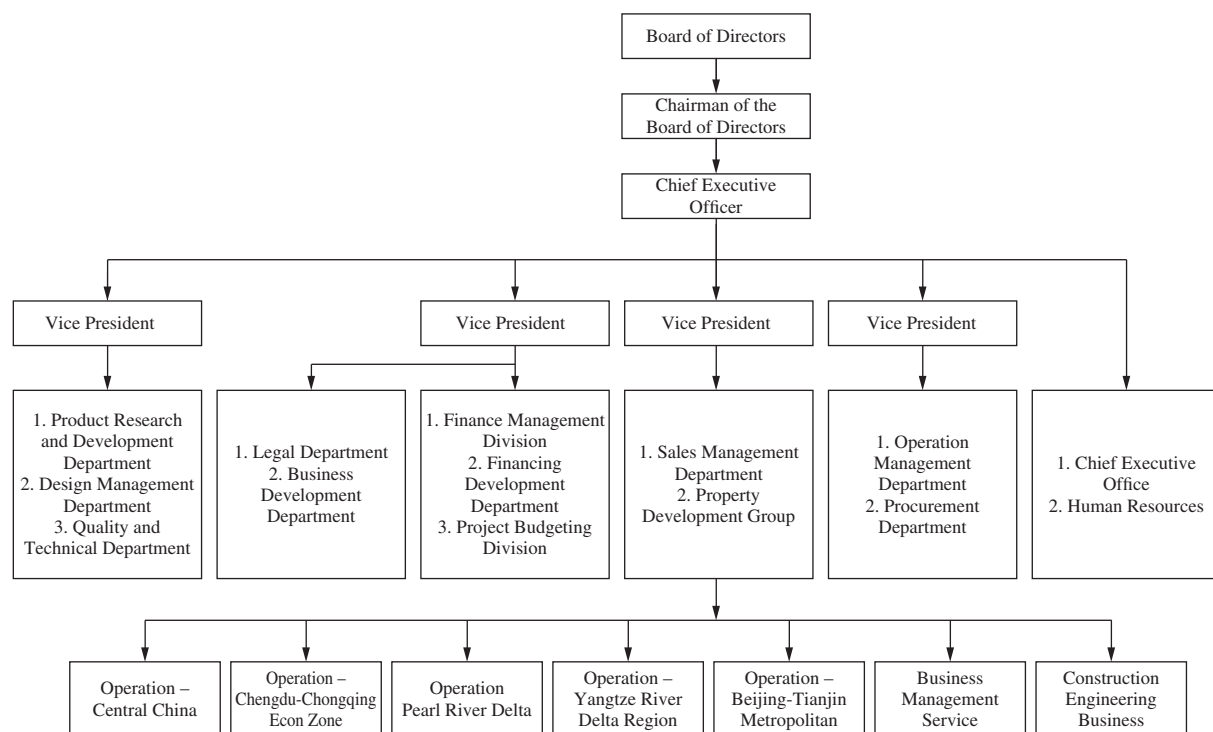 Board of Directors
Chairman of the
Board of Directors
Chief Executive
Officer
Vice President
Vice President
Vice President
Vice President
1. Product Research
and Development
Department
2. Design Management
Department
3. Quality and
Technical Department
1. Legal Department
2. Business
Development
Department
1. Finance Management
Division
2. Financing
Development
Department
3. Project Budgeting
Division
1. Sales Management
Department
2. Property
Development Group
1. Operation
Management
Department
2. Procurement
Department
1. Chief Executive
Office
2. Human Resources
Operation –
Central China
Operation –
Chengdu-Chongqing
Econ Zone
Operation
Pearl River Delta
Operation –
Yangtze River
Delta Region
Operation –
Beijing-Tianjin
Metropolitan
Business
Management
Service
Construction
Engineering
Business